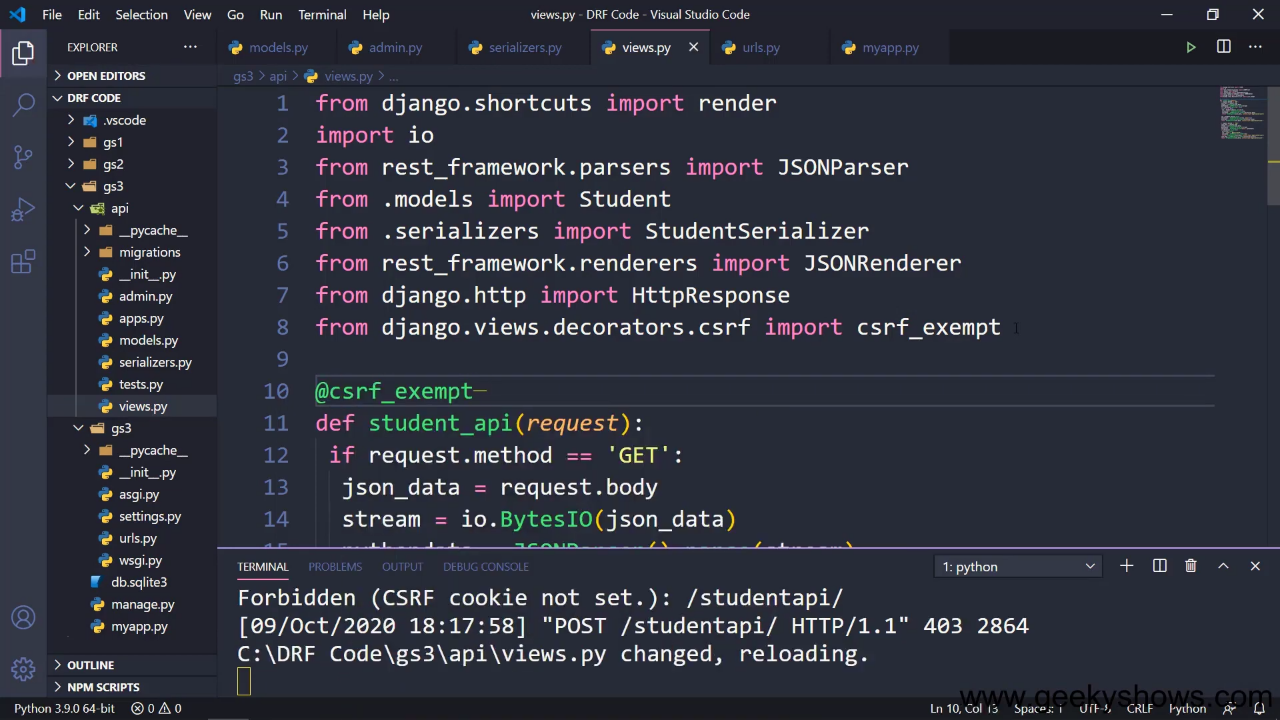 File Edit Selection View Go Run Terminal Help
views.py - DRF Code - Visual Studio Code
EXPLORER
models.py
admin.py
serializers.py
views.py
urls.py
myapp.py
OPEN EDITORS
DRF CODE
.vscode
gs1
gs2
gs3
api
__pycache__
migrations
__init__.py
admin.py
apps.py
models.py
serializers.py
tests.py
views.py
gs3
__pycache__
__init__.py
asgi.py
settings.py
urls.py
wsgi.py
db.sqlite3
manage.py
myapp.py
OUTLINE
NPM SCRIPTS
gs3 > api > views.py > ...
1 from django.shortcuts import render
2 import io
3 from rest_framework.parsers import JSONParser
4 from .models import Student
5 from .serializers import StudentSerializer
6 from rest_framework.renderers import JSONRenderer
7 from django.http import HttpResponse
8 from django.views.decorators.csrf import csrf_exempt
9
10 @csrf_exempt
11 def student_api(request):
12 if request.method == 'GET':
13 json_data = request.body
14 stream = io.BytesIO(json_data)
TERMINAL PROBLEMS OUTPUT DEBUG CONSOLE
1: python
Forbidden (CSRF cookie not set.): /studentapi/
[09/Oct/2020 18:17:58] "POST /studentapi/ HTTP/1.1" 403 2864
C:\DRF Code\gs3\api\views.py changed, reloading.
www.geekyshows.com
Python 3.9.0 64-bit
0
0
Ln 10, Col 13
Spaces: 1
UTF-8
CRLF
Python